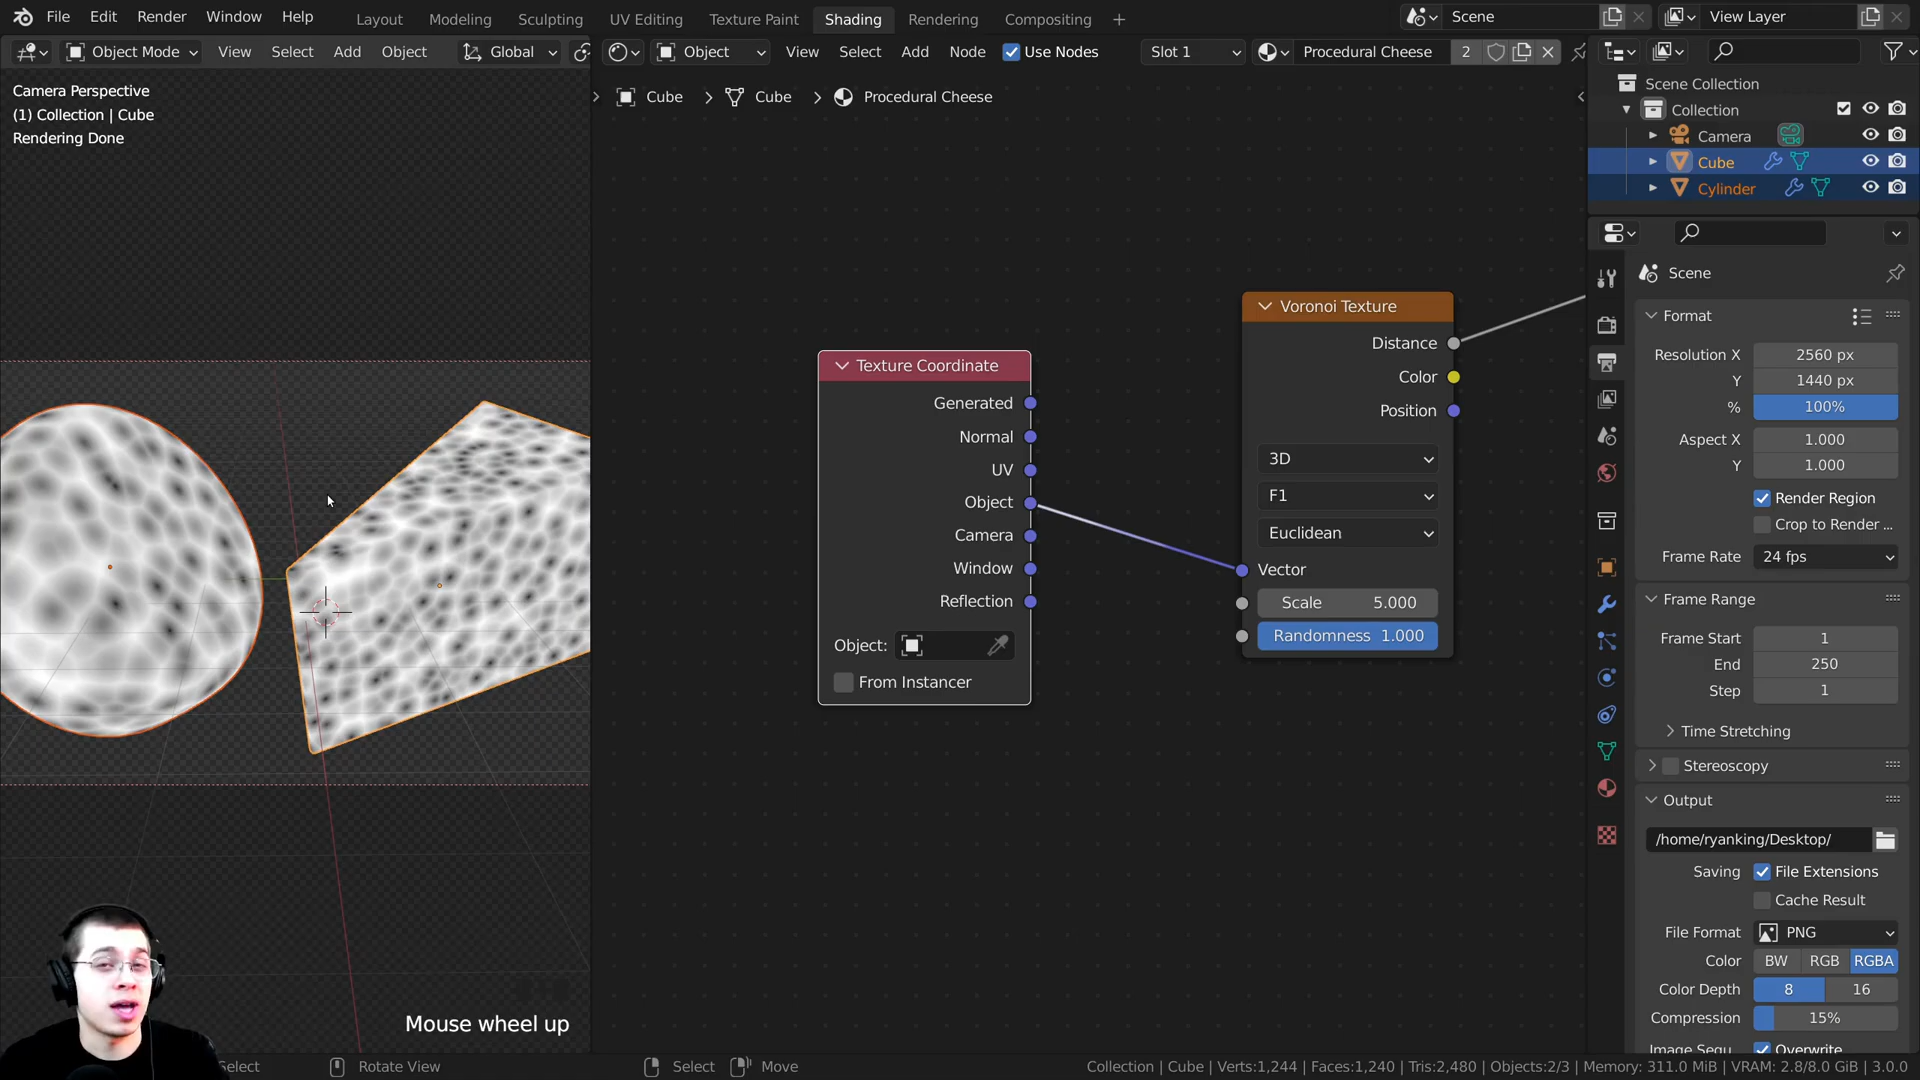 File Edit Render Window Help Layout Modeling Sculpting UV Editing Texture Paint Shading Rendering Compositing + Scene View Layer
Object Mode View Select Add Object Global Object View Select Add Node Use Nodes Slot 1 Procedural Cheese 2
Camera Perspective
(1) Collection | Cube
Rendering Done
Cube > Cube > Procedural Cheese
Texture Coordinate
Generated
Normal
UV
Object
Camera
Window
Reflection
Object:
From Instancer
Voronoi Texture
Distance
Color
Position
3D
F1
Euclidean
Vector
Scale 5.000
Randomness 1.000
Scene Collection
Collection
Camera
Cube
Cylinder
Scene
Format
Resolution X 2560 px
Y 1440 px
% 100%
Aspect X 1.000
Y 1.000
Render Region
Crop to Render ...
Frame Rate 24 fps
Frame Range
Frame Start 1
End 250
Step 1
Time Stretching
Stereoscopy
Output
/home/ryanking/Desktop/
Saving File Extensions
Cache Result
File Format PNG
Color BW RGB RGBA
Color Depth 8 16
Compression 15%
Image Sequ. Overwrite
Mouse wheel up
Select Rotate View Select Move Collection | Cube | Verts:1,244 | Faces:1,240 | Tris:2,480 | Objects:2/3 | Memory: 311.0 MiB | VRAM: 2.8/8.0 GiB | 3.0.0